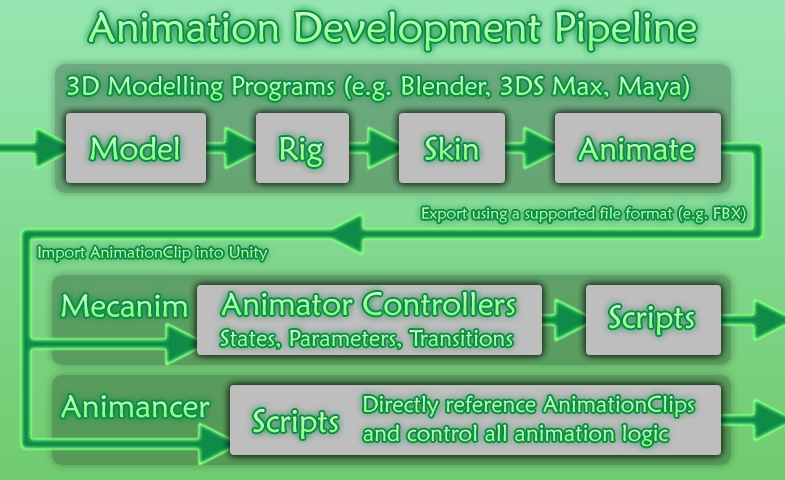 Animation Development Pipeline
3D Modelling Programs (e.g. Blender, 3DS Max, Maya)
Model
Rig
Skin
Animate
Export using a supported file format (e.g. FBX)
Import AnimationClip into Unity
Mecanim
Animator Controllers
States, Parameters, Transitions
Scripts
Animancer
Scripts
Directly reference AnimationClips
and control all animation logic